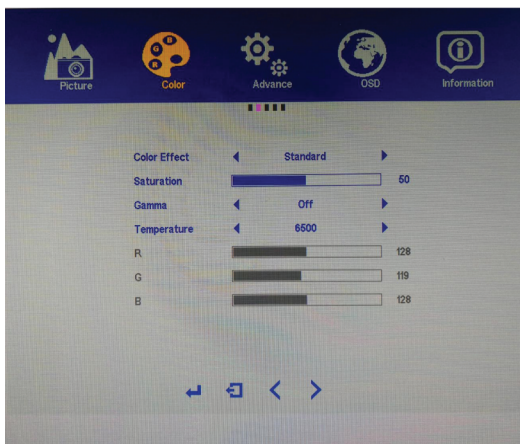 B
G
R
Picture Color Advance OSD Information
Color Effect Standard
Saturation 50
Gamma Off
Temperature 6500
R 128
G 119
B 128